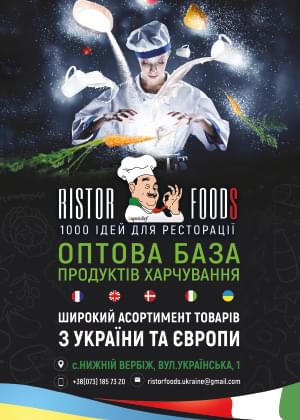 RISTOR FOODS
1000 ІДЕЙ ДЛЯ РЕСТОРАЦІЇ
ОПТОВА БАЗА
ПРОДУКТІВ ХАРЧУВАННЯ
ШИРОКИЙ АСОРТИМЕНТ ТОВАРІВ
З УКРАЇНИ ТА ЄВРОПИ
с.НИЖНІЙ ВЕРБІЖ, ВУЛ.УКРАЇНСЬКА, 1
+38(073) 185 73 20
ristorfoods.ukraine@gmail.com